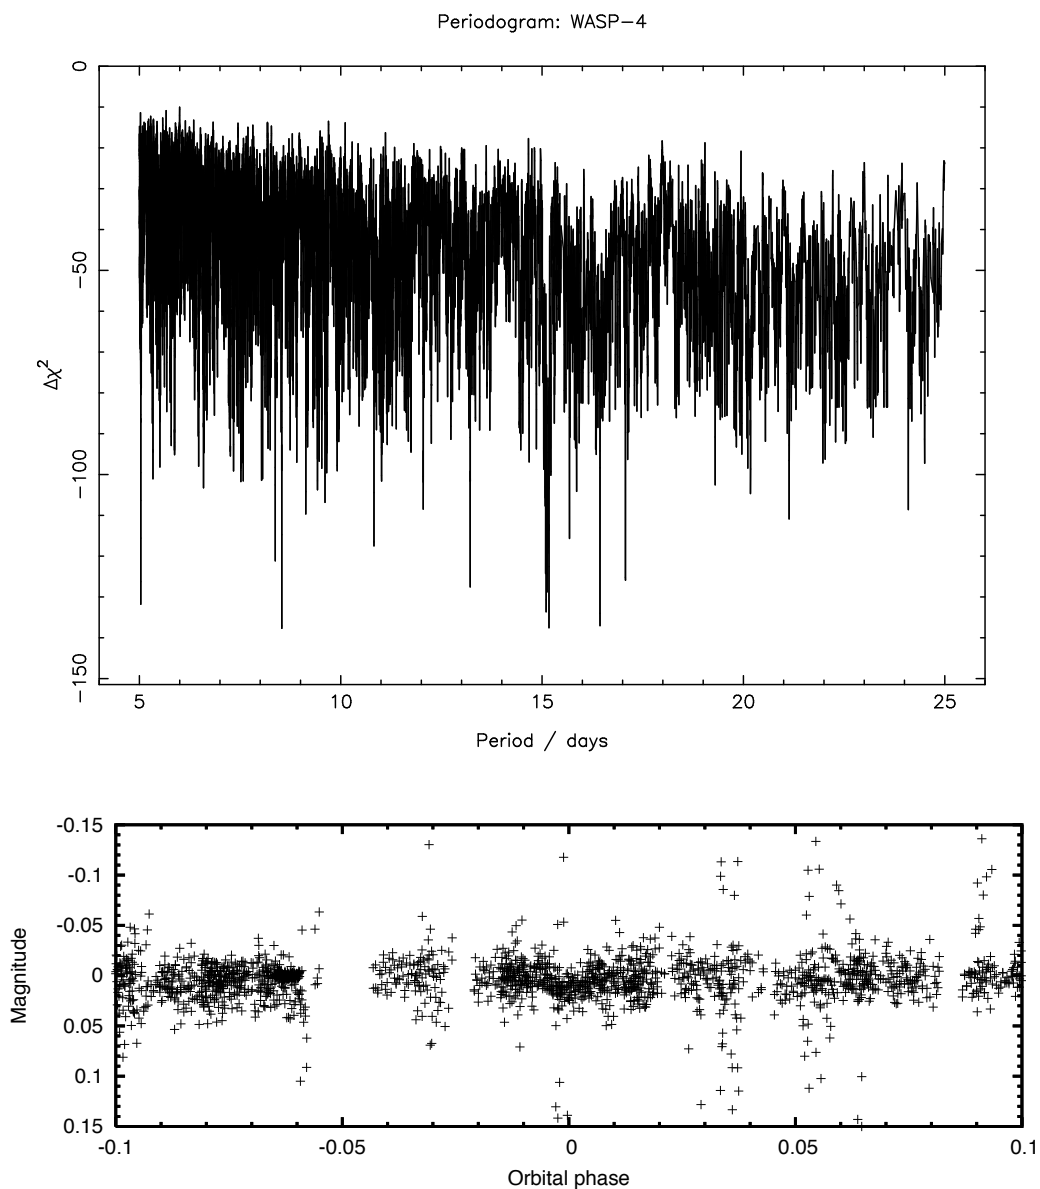 Periodogram: WASP−4
0
−50
−100
−150
Δχ²
5 10 15 20 25
Period / days
-0.15
-0.1
-0.05
0
0.05
0.1
0.15
Magnitude
-0.1 -0.05 0 0.05 0.1
Orbital phase